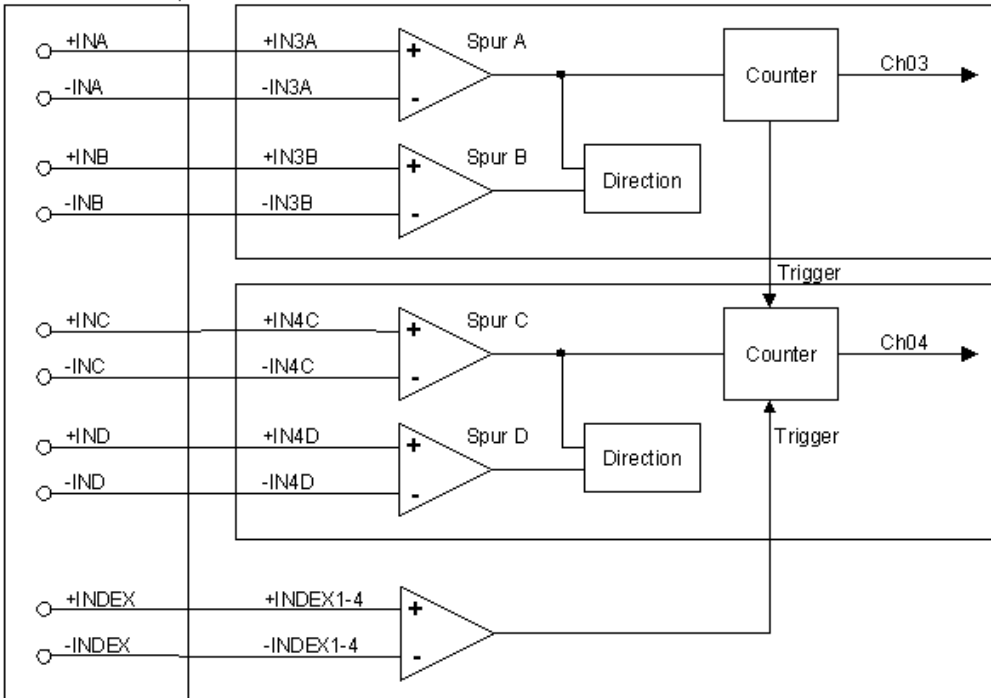 +INA +IN3A Spur A
Ch03
+ Counter
-INA -IN3A -
+INB +IN3B Spur B
+ Direction
-INB -IN3B -
Trigger
+INC +IN4C Spur C
Ch04
+ Counter
-INC -IN4C -
+IND +IN4D Spur D
Trigger
+ Direction
-IND -IN4D -
+INDEX +INDEX1-4
+
-INDEX -INDEX1-4 -